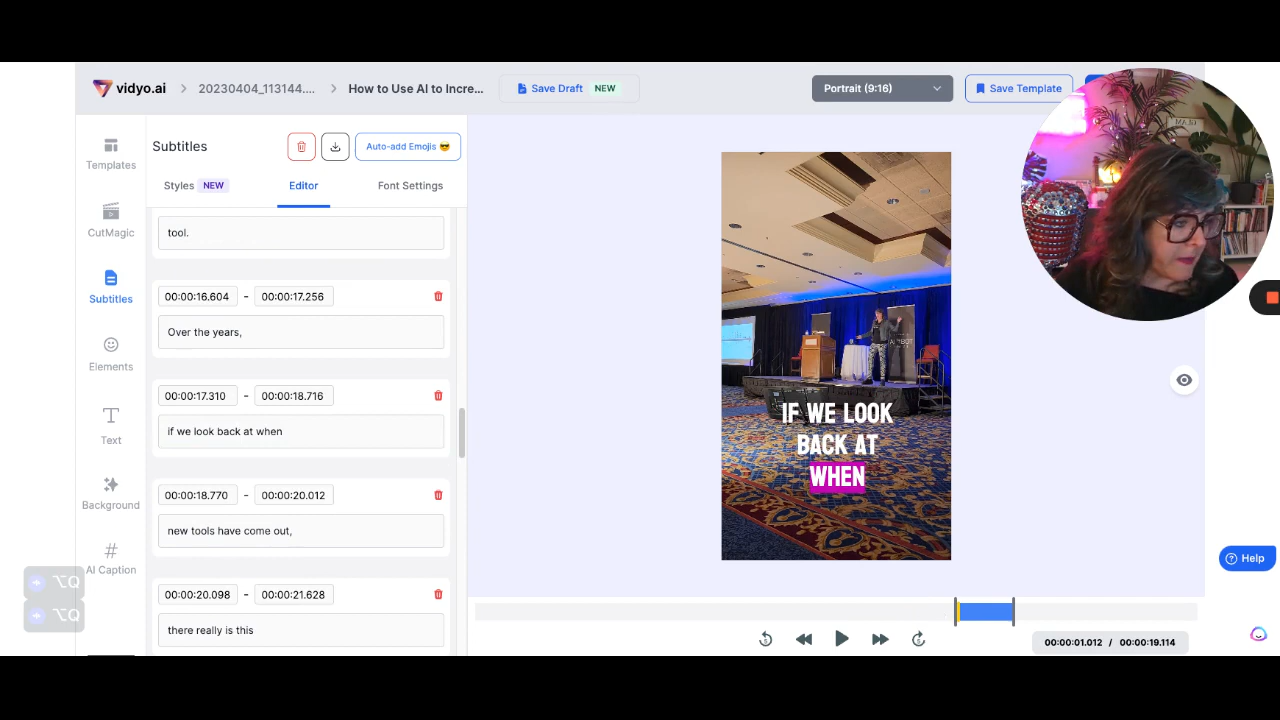 vidyo.ai
20230404_113144....
How to Use AI to Incre...
Save Draft NEW
Portrait (9:16)
Save Template
Templates
CutMagic
Subtitles
Elements
Text
Background
AI Caption
⌥Q
⌥Q
Subtitles
Auto-add Emojis 😎
Styles NEW
Editor
Font Settings
tool.
00:00:16.604 - 00:00:17.256
Over the years,
00:00:17.310 - 00:00:18.716
if we look back at when
00:00:18.770 - 00:00:20.012
new tools have come out,
00:00:20.098 - 00:00:21.628
there really is this
IF WE LOOK
BACK AT
WHEN
GLAM
Help
00:00:01.012 / 00:00:19.114